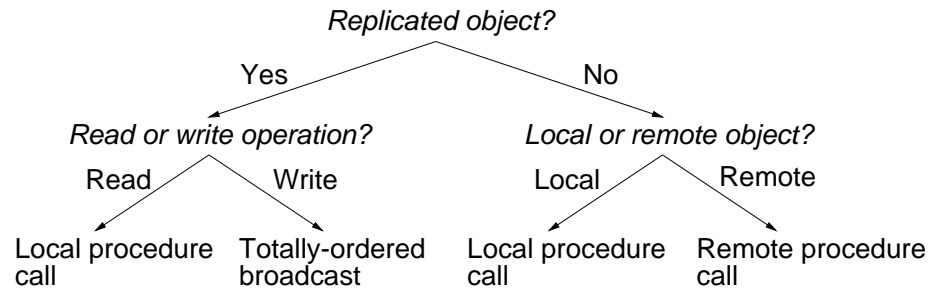 Replicated object?
Yes
No
Read or write operation?
Local or remote object?
Read
Write
Local
Remote
Local procedure
call
Totally-ordered
broadcast
Local procedure
call
Remote procedure
call